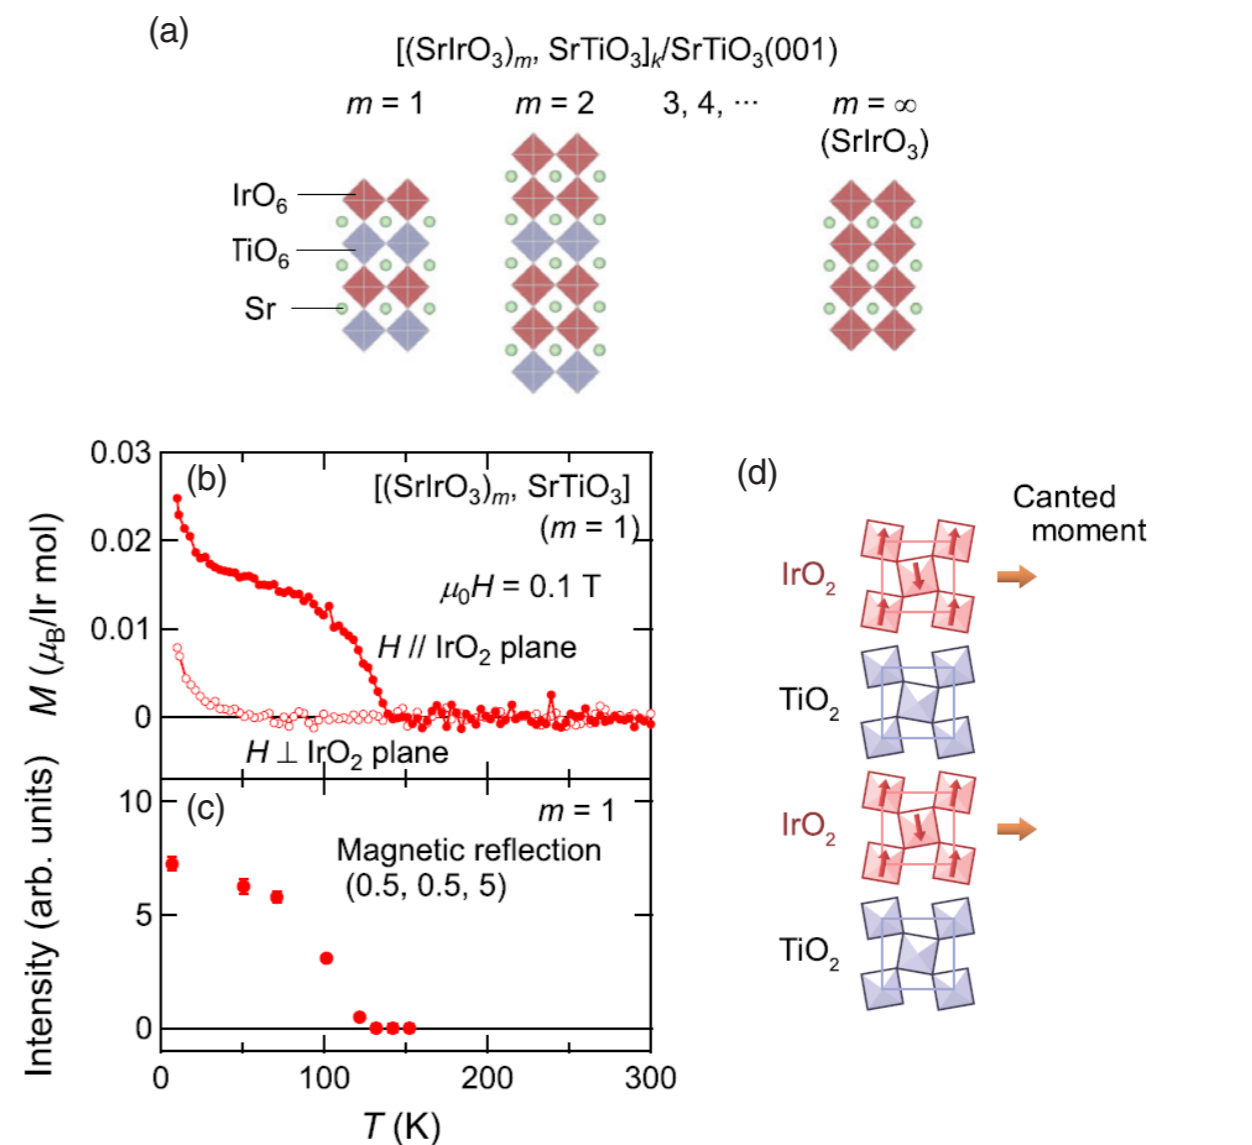 (a)
[(SrIrO₃)ₘ, SrTiO₃]ₖ/SrTiO₃(001)
m = 1
m = 2
3, 4, ···
m = ∞
(SrIrO₃)
IrO₆
TiO₆
Sr
(b)
[(SrIrO₃)ₘ, SrTiO₃]
(m = 1)
μ₀H = 0.1 T
H // IrO₂ plane
H ⊥ IrO₂ plane
0.03
0.02
0.01
0
M (μB/Ir mol)
(c)
m = 1
Magnetic reflection
(0.5, 0.5, 5)
10
5
0
Intensity (arb. units)
0
100
200
300
T (K)
(d)
Canted
moment
IrO₂
TiO₂
IrO₂
TiO₂